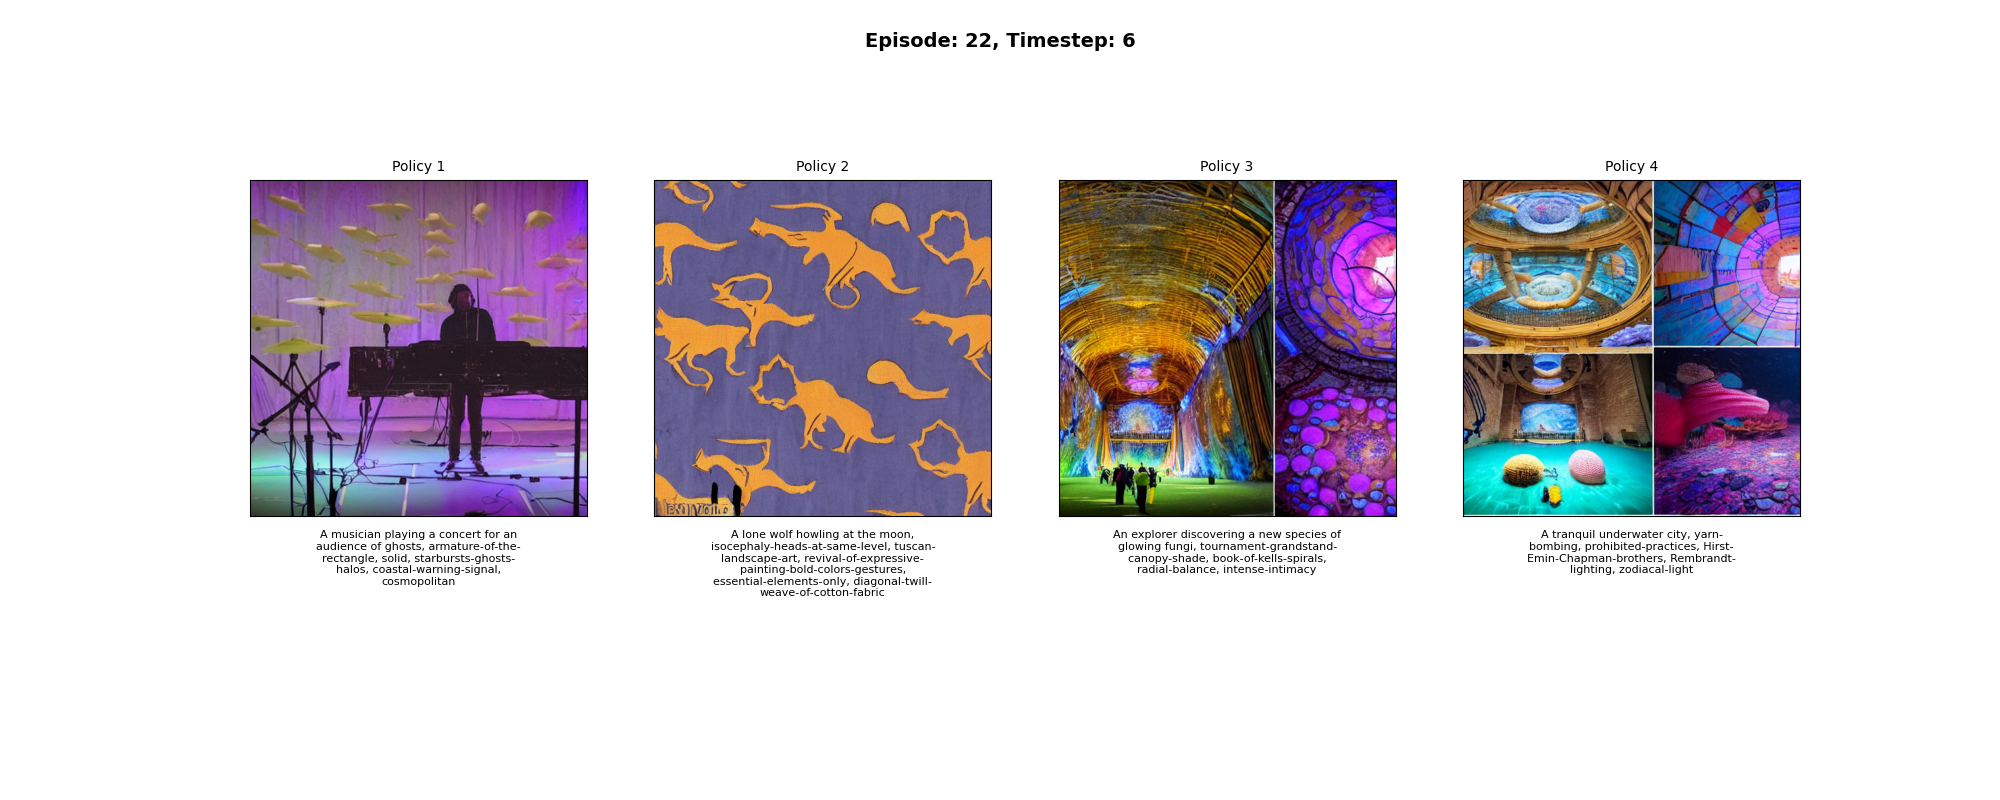 Episode: 22, Timestep: 6
Policy 1
Policy 2
Policy 3
Policy 4
A musician playing a concert for an
audience of ghosts, armature-of-the-
rectangle, solid, starbursts-ghosts-
halos, coastal-warning-signal,
cosmopolitan
A lone wolf howling at the moon,
isocephaly-heads-at-same-level, tuscan-
landscape-art, revival-of-expressive-
painting-bold-colors-gestures,
essential-elements-only, diagonal-twill-
weave-of-cotton-fabric
An explorer discovering a new species of
glowing fungi, tournament-grandstand-
canopy-shade, book-of-kells-spirals,
radial-balance, intense-intimacy
A tranquil underwater city, yarn-
bombing, prohibited-practices, Hirst-
Emin-Chapman-brothers, Rembrandt-
lighting, zodiacal-light